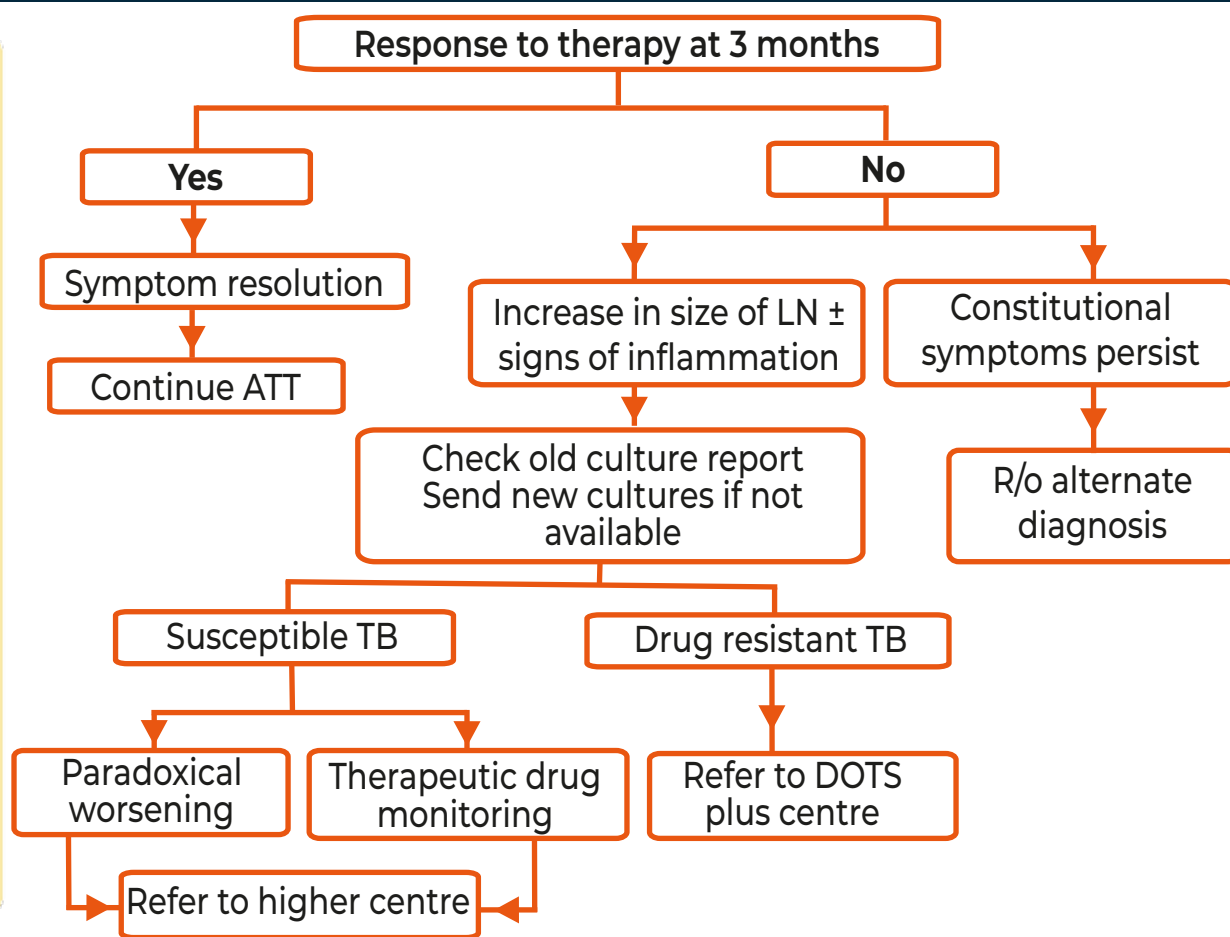 Response to therapy at 3 months
Yes
No
Symptom resolution
Continue ATT
Increase in size of LN ±
signs of inflammation
Constitutional
symptoms persist
Check old culture report
Send new cultures if not
available
R/o alternate
diagnosis
Susceptible TB
Drug resistant TB
Paradoxical
worsening
Therapeutic drug
monitoring
Refer to DOTS
plus centre
Refer to higher centre